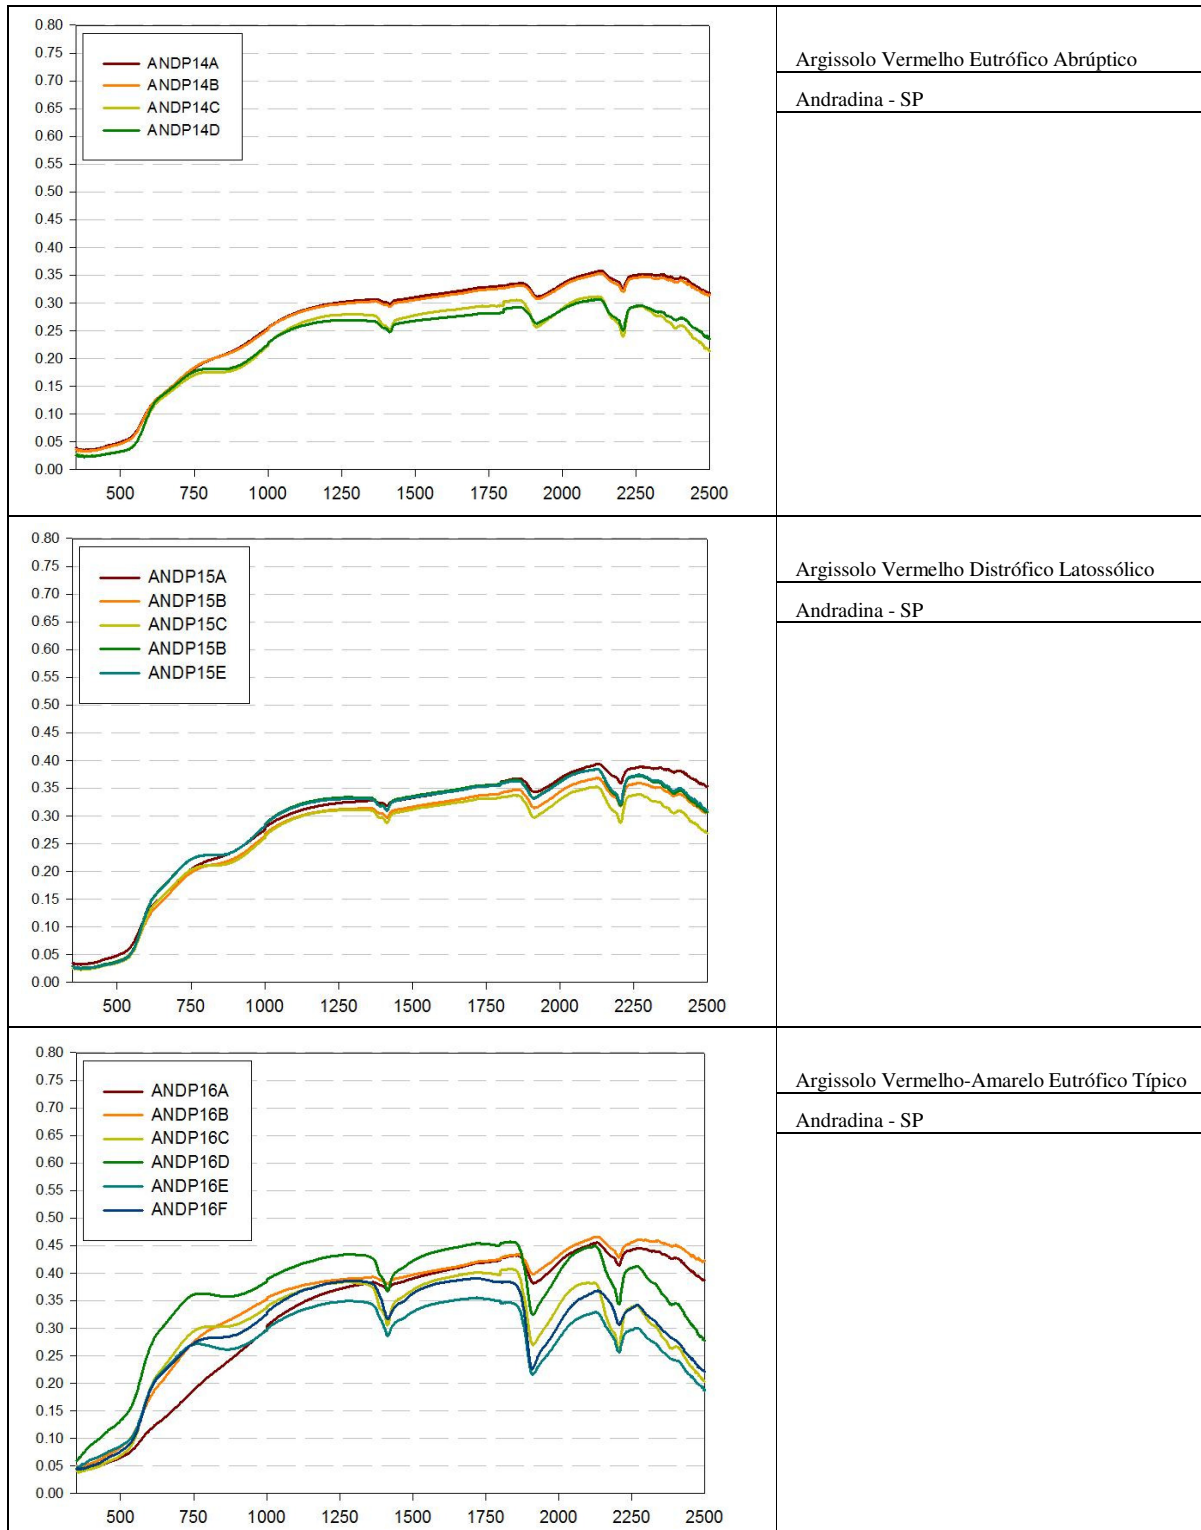 0.80
0.75
0.70
0.65
0.60
0.55
0.50
0.45
0.40
0.35
0.30
0.25
0.20
0.15
0.10
0.05
0.00
ANDP14A
ANDP14B
ANDP14C
ANDP14D
500 750 1000 1250 1500 1750 2000 2250 2500
Argissolo Vermelho Eutrófico Abrúptico
Andradina - SP
0.80
0.75
0.70
0.65
0.60
0.55
0.50
0.45
0.40
0.35
0.30
0.25
0.20
0.15
0.10
0.05
0.00
ANDP15A
ANDP15B
ANDP15C
ANDP15B
ANDP15E
500 750 1000 1250 1500 1750 2000 2250 2500
Argissolo Vermelho Distrófico Latossólico
Andradina - SP
0.80
0.75
0.70
0.65
0.60
0.55
0.50
0.45
0.40
0.35
0.30
0.25
0.20
0.15
0.10
0.05
0.00
ANDP16A
ANDP16B
ANDP16C
ANDP16D
ANDP16E
ANDP16F
500 750 1000 1250 1500 1750 2000 2250 2500
Argissolo Vermelho-Amarelo Eutrófico Típico
Andradina - SP